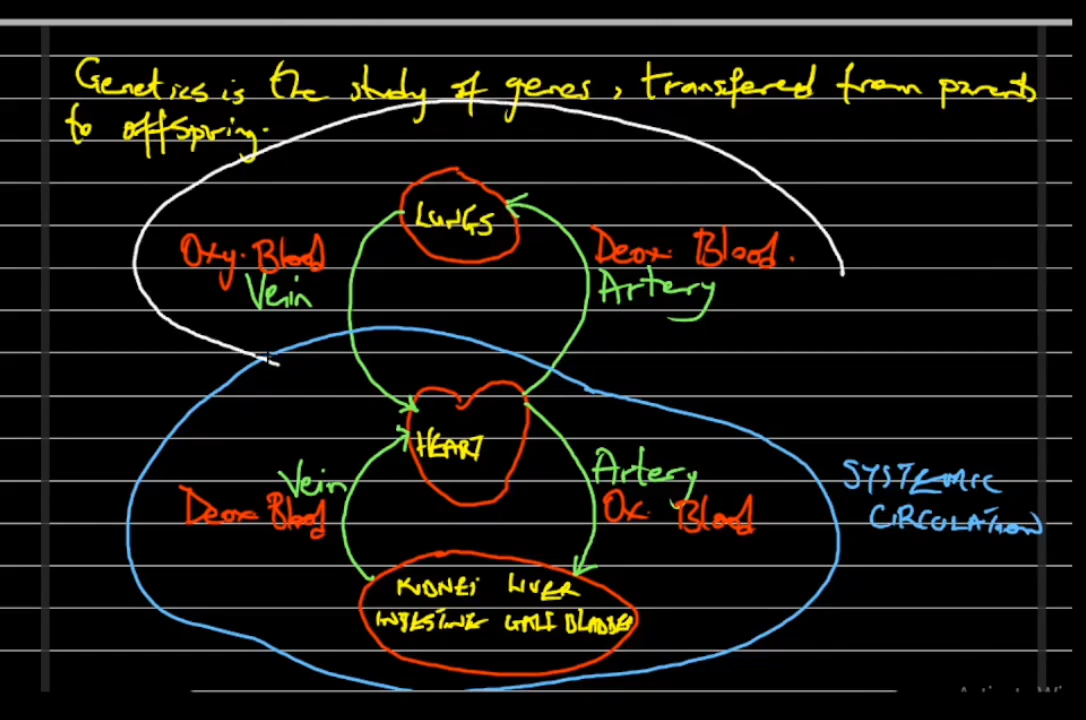 Genetics is the study of genes, transfered from parents
to offspring.
LUNGS
Oxy. Blood
Vein
Deox. Blood.
Artery
HEART
Vein
Deox. Blood
Artery
Ox. Blood
SYSTEMIC
CIRCULATION
KIDNEi LIVER
INTESTINE GALL BLADDER